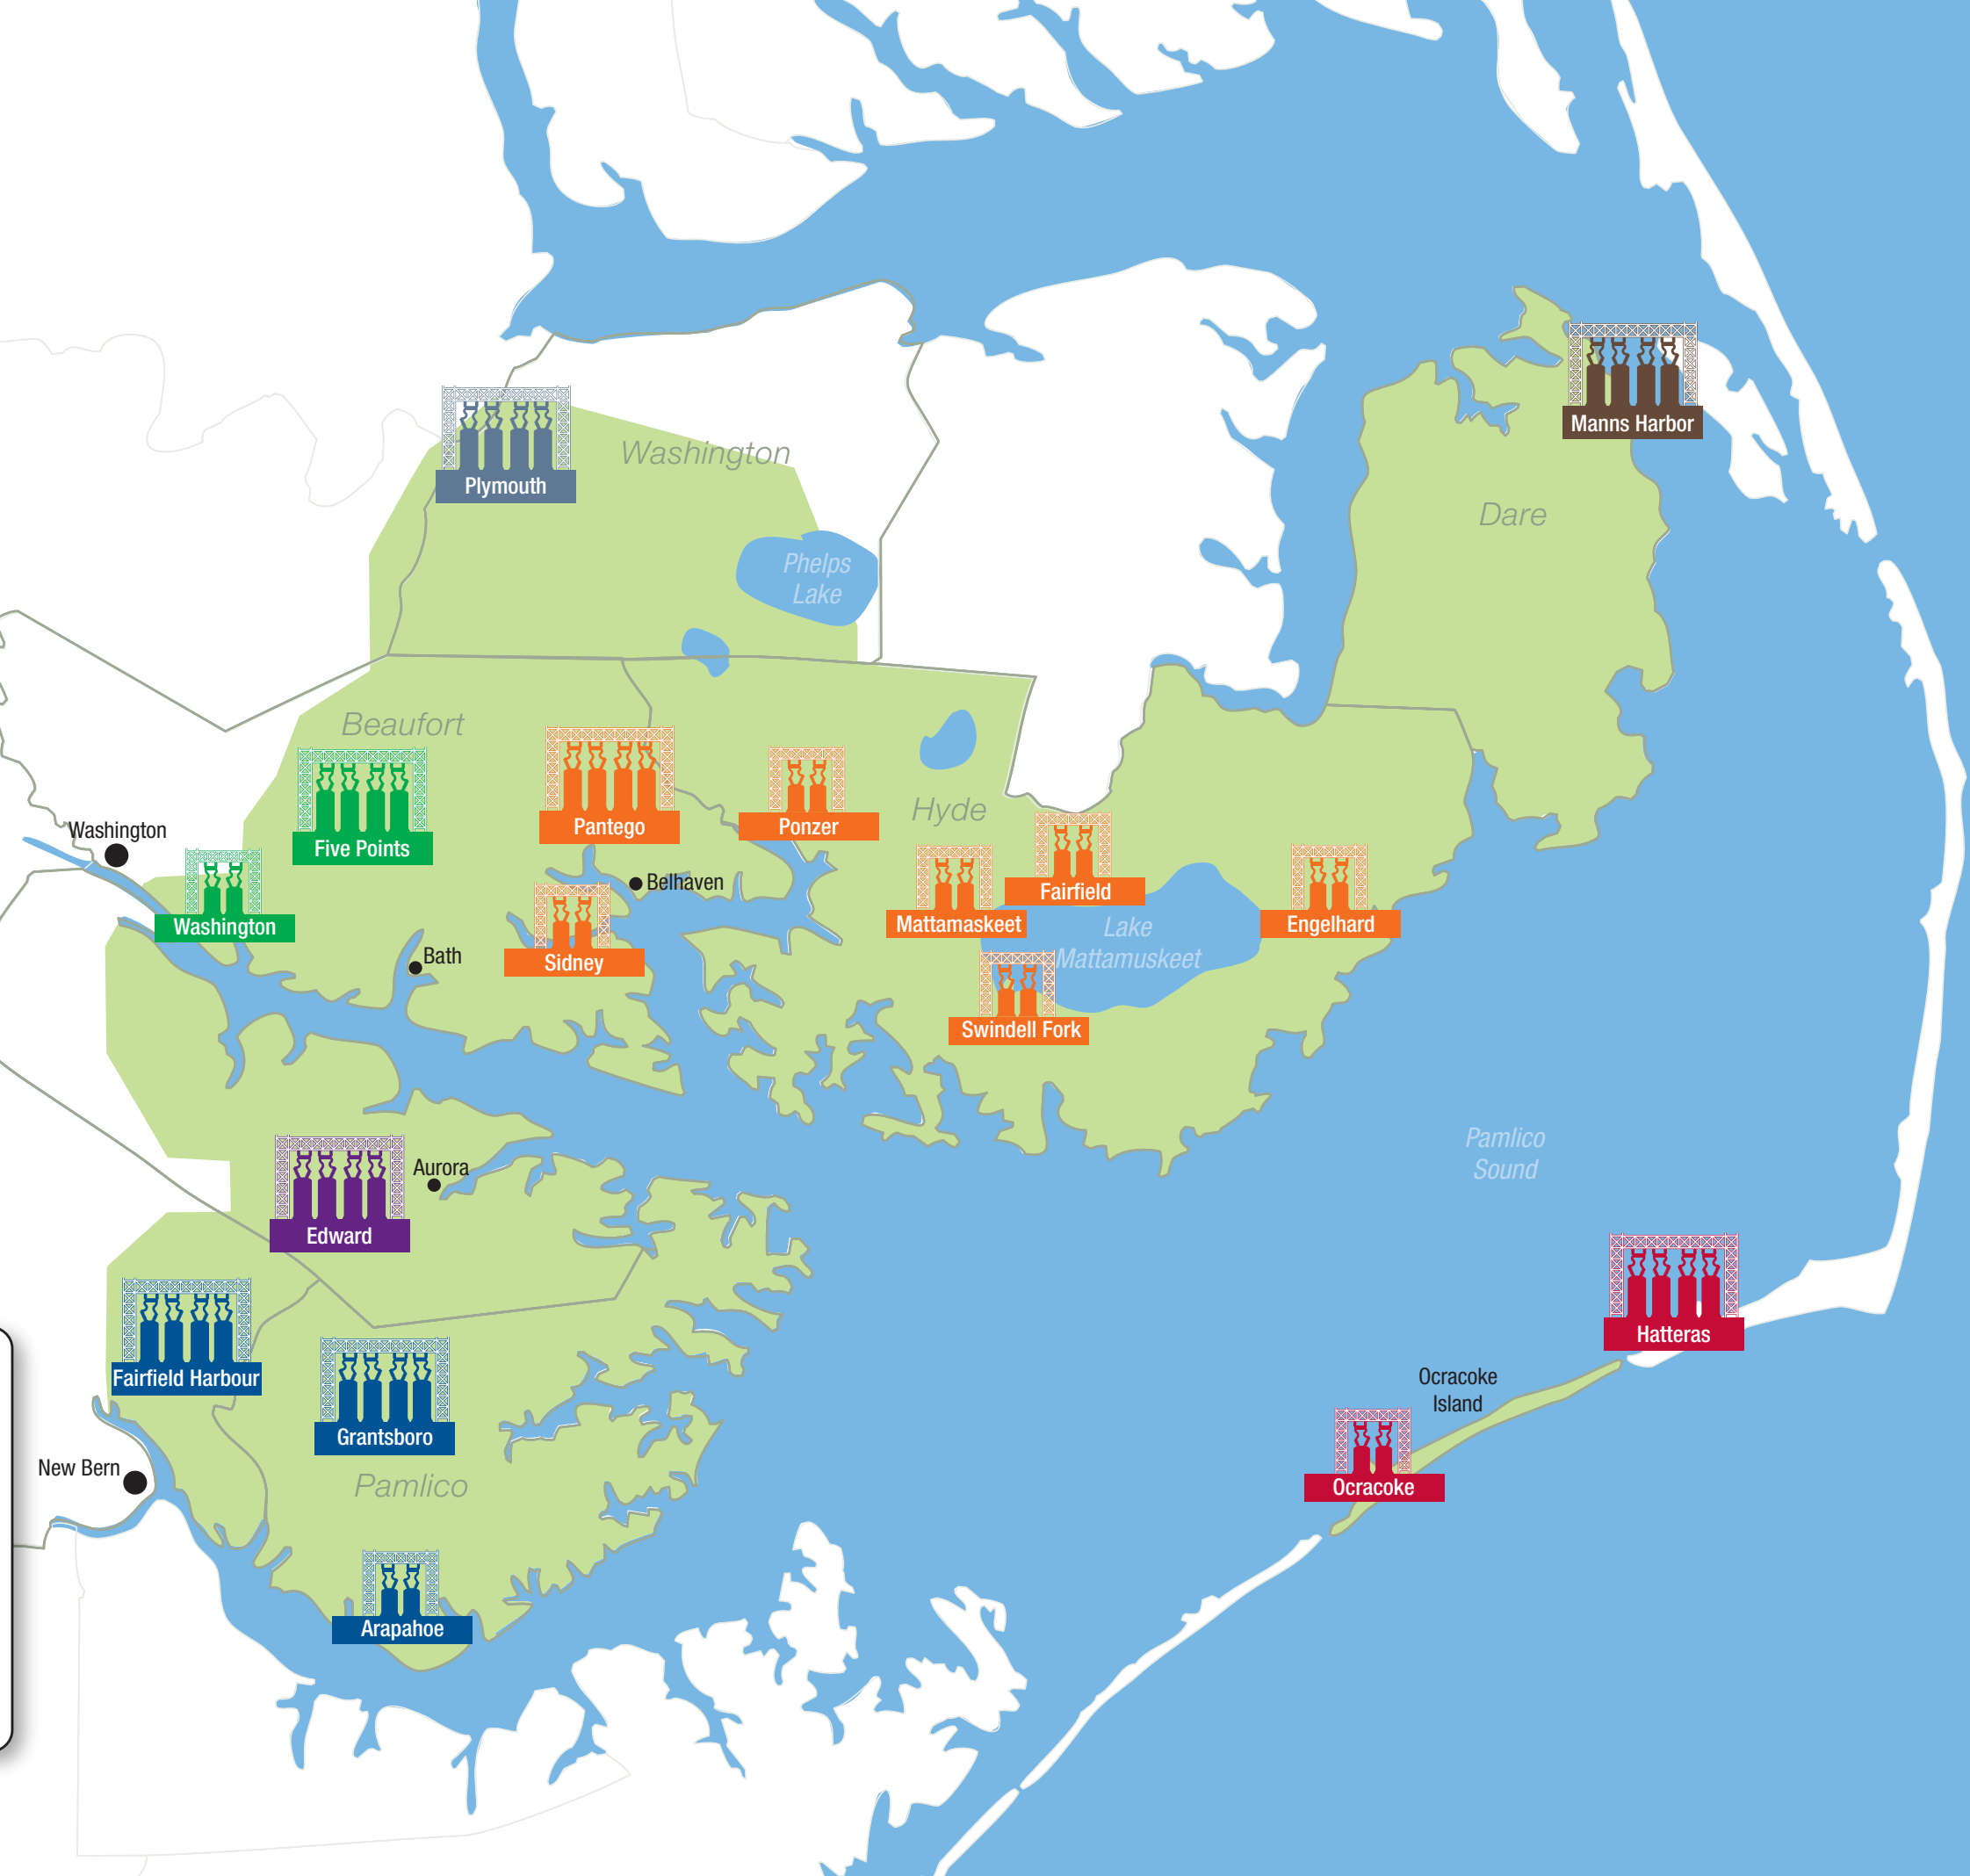 Manns Harbor
Washington
Plymouth
Dare
Phelps
Lake
Beaufort
Hyde
Pantego
Ponzer
Washington
Five Points
Belhaven
Fairfield
Mattamaskeet
Engelhard
Washington
Lake
Mattamuskeet
Bath
Sidney
Swindell Fork
Pamlico
Sound
Aurora
Edward
Hatteras
Fairfield Harbour
Ocracoke
Island
Grantsboro
New Bern
Pamlico
Ocracoke
Arapahoe